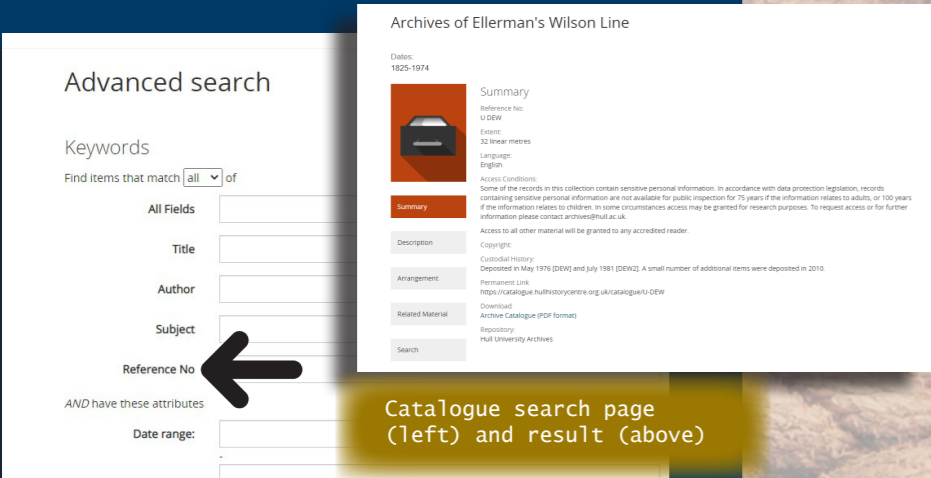 Advanced search
Keywords
Find items that match all of
All Fields
Title
Author
Subject
Reference No
AND have these attributes
Date range:
-
Archives of Ellerman's Wilson Line
Dates:
1825-1974
Summary
Description
Arrangement
Related Material
Search
Summary
Reference No:
U DEW
Extent:
32 linear metres
Language:
English
Access Conditions:
Some of the records in this collection contain sensitive personal information. In accordance with data protection legislation, records
containing sensitive personal information are not available for public inspection for 75 years if the information relates to adults, or 100 years
if the information relates to children. In some circumstances access may be granted for research purposes. To request access or for further
information please contact archives@hull.ac.uk.
Access to all other material will be granted to any accredited reader.
Copyright:
Custodial History:
Deposited in May 1976 [DEW] and July 1981 [DEW2]. A small number of additional items were deposited in 2010.
Permanent Link
https://catalogue.hullhistorycentre.org.uk/catalogue/U-DEW
Download
Archive Catalogue (PDF format)
Repository:
Hull University Archives
Catalogue search page
(left) and result (above)